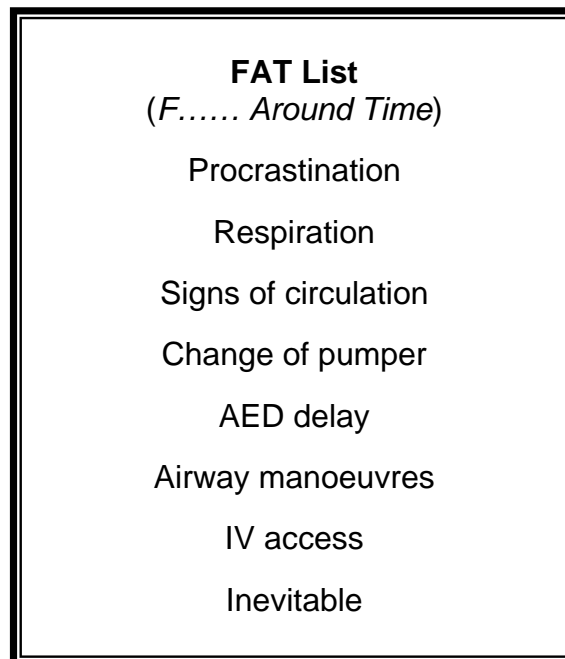 FAT List
(F…… Around Time)
Procrastination
Respiration
Signs of circulation
Change of pumper
AED delay
Airway manoeuvres
IV access
Inevitable